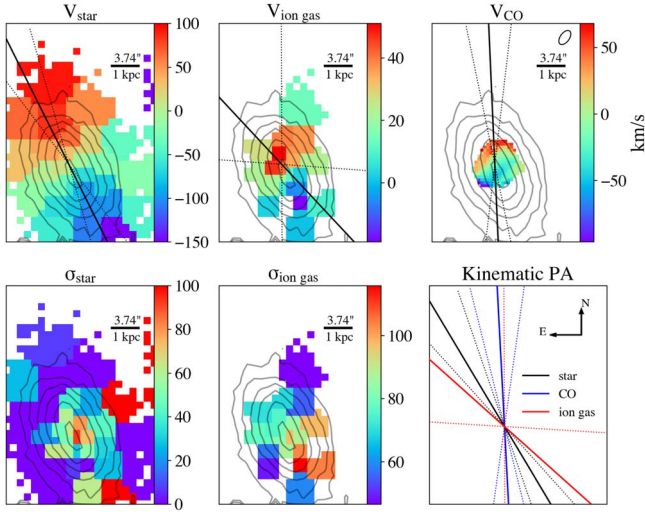 V_star
V_ion gas
V_CO
3.74"
1 kpc
100
50
0
−50
−100
−150
3.74"
1 kpc
40
20
0
3.74"
1 kpc
50
0
−50
km/s
σ_star
σ_ion gas
Kinematic PA
3.74"
1 kpc
100
80
60
40
20
0
3.74"
1 kpc
100
80
60
N
E
star
CO
ion gas